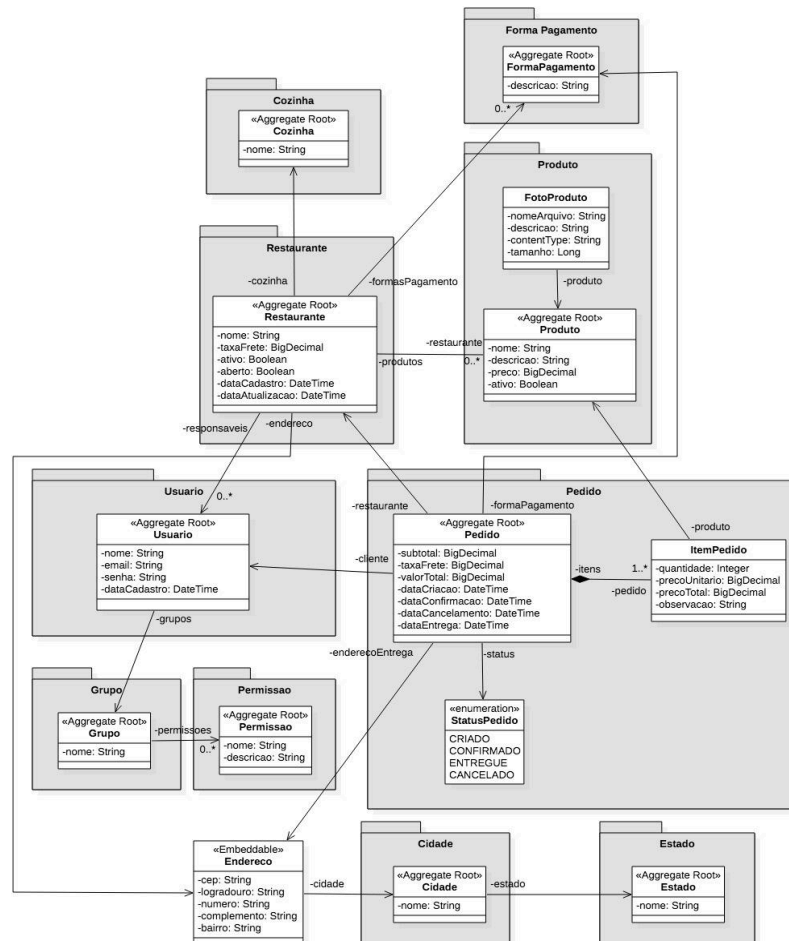 Forma Pagamento
«Aggregate Root»
FormaPagamento
-descricao: String
0..*
Cozinha
«Aggregate Root»
Cozinha
-nome: String
Produto
FotoProduto
-nomeArquivo: String
-descricao: String
-contentType: String
-tamanho: Long
-produto
Restaurante
-cozinha
-formasPagamento
«Aggregate Root»
Restaurante
-nome: String
-taxaFrete: BigDecimal
-ativo: Boolean
-aberto: Boolean
-dataCadastro: DateTime
-dataAtualizacao: DateTime
-restaurante
-produtos
0..*
«Aggregate Root»
Produto
-nome: String
-descricao: String
-preco: BigDecimal
-ativo: Boolean
-responsaveis
-endereco
0..*
Usuario
«Aggregate Root»
Usuario
-nome: String
-email: String
-senha: String
-dataCadastro: DateTime
-grupos
Pedido
-restaurante
-formaPagamento
-cliente
«Aggregate Root»
Pedido
-subtotal: BigDecimal
-taxaFrete: BigDecimal
-valorTotal: BigDecimal
-dataCriacao: DateTime
-dataConfirmacao: DateTime
-dataCancelamento: DateTime
-dataEntrega: DateTime
-produto
-itens
1..*
-pedido
ItemPedido
-quantidade: Integer
-precoUnitario: BigDecimal
-precoTotal: BigDecimal
-observacao: String
-enderecoEntrega
-status
«enumeration»
StatusPedido
CRIADO
CONFIRMADO
ENTREGUE
CANCELADO
Grupo
«Aggregate Root»
Grupo
-nome: String
-permissoes
0..*
Permissao
«Aggregate Root»
Permissao
-nome: String
-descricao: String
«Embeddable»
Endereco
-cep: String
-logradouro: String
-numero: String
-complemento: String
-bairro: String
-cidade
Cidade
«Aggregate Root»
Cidade
-nome: String
-estado
Estado
«Aggregate Root»
Estado
-nome: String